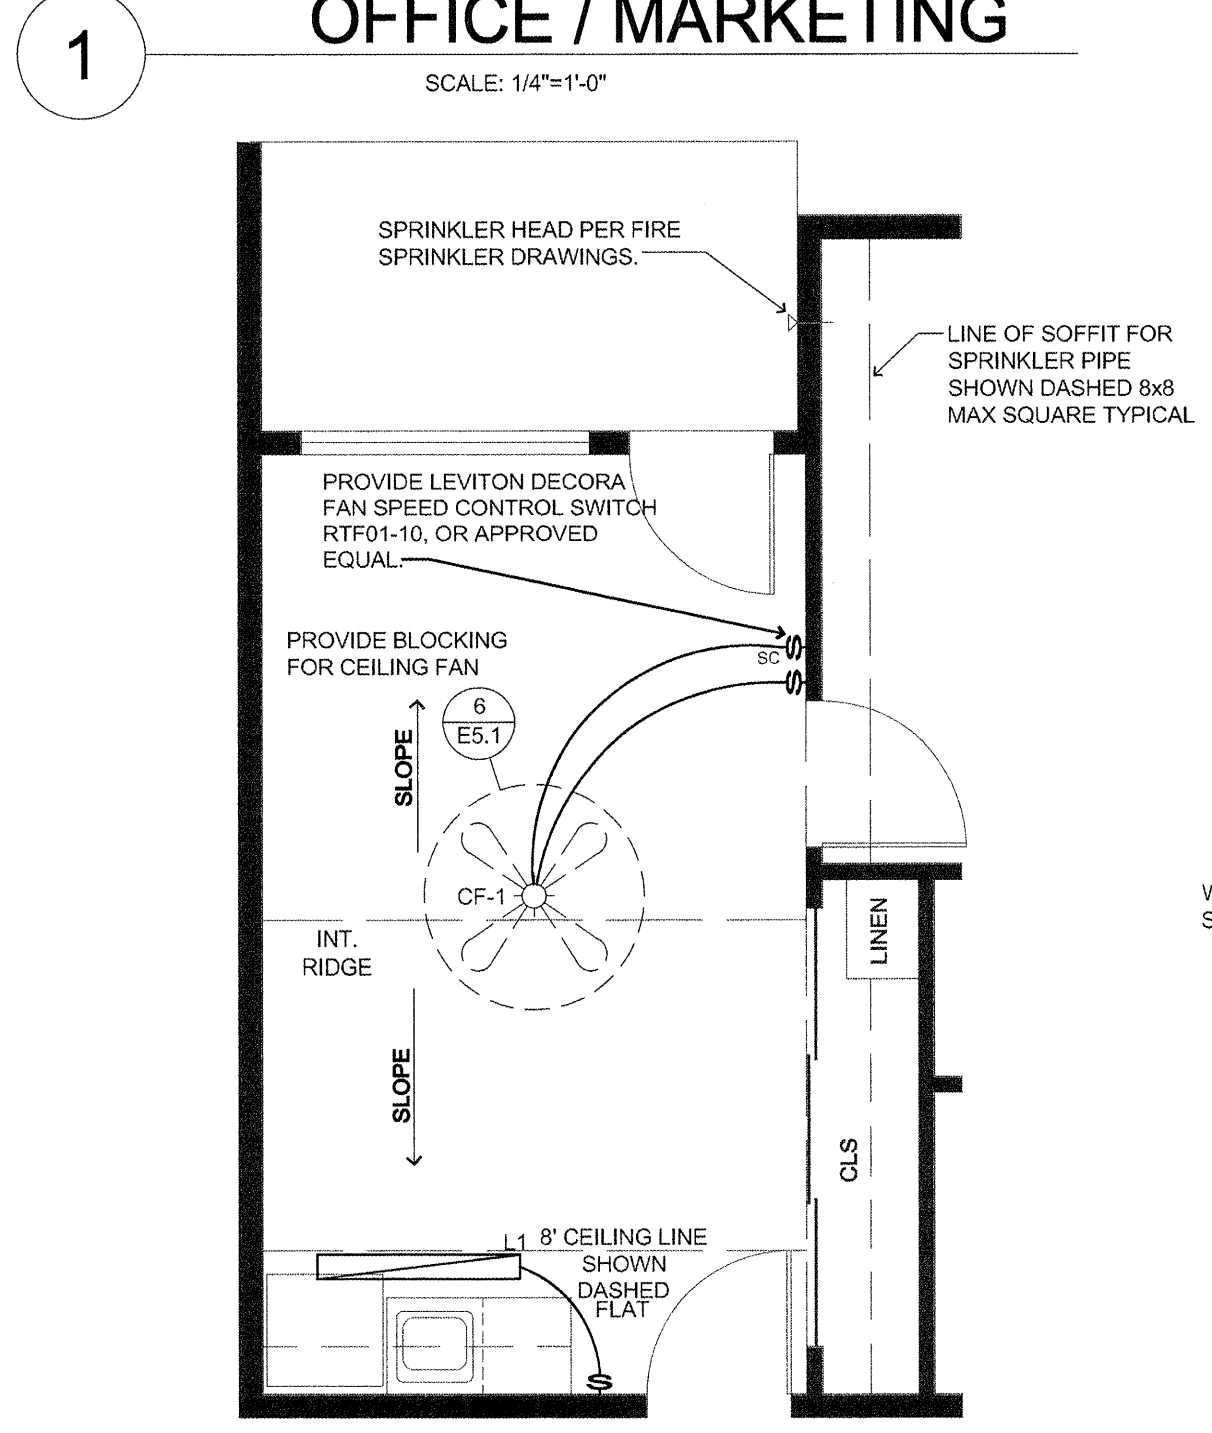 1
OFFICE / MARKETING
SCALE: 1/4"=1'-0"
SPRINKLER HEAD PER FIRE
SPRINKLER DRAWINGS.
LINE OF SOFFIT FOR
SPRINKLER PIPE
SHOWN DASHED 8x8
MAX SQUARE TYPICAL
PROVIDE LEVITON DECORA
FAN SPEED CONTROL SWITCH
RTF01-10, OR APPROVED
EQUAL.
PROVIDE BLOCKING
FOR CEILING FAN
S
SC
S
6
E5.1
SLOPE
CF-1
INT.
RIDGE
LINEN
SLOPE
CLS
L1
8' CEILING LINE
SHOWN
DASHED
FLAT
S